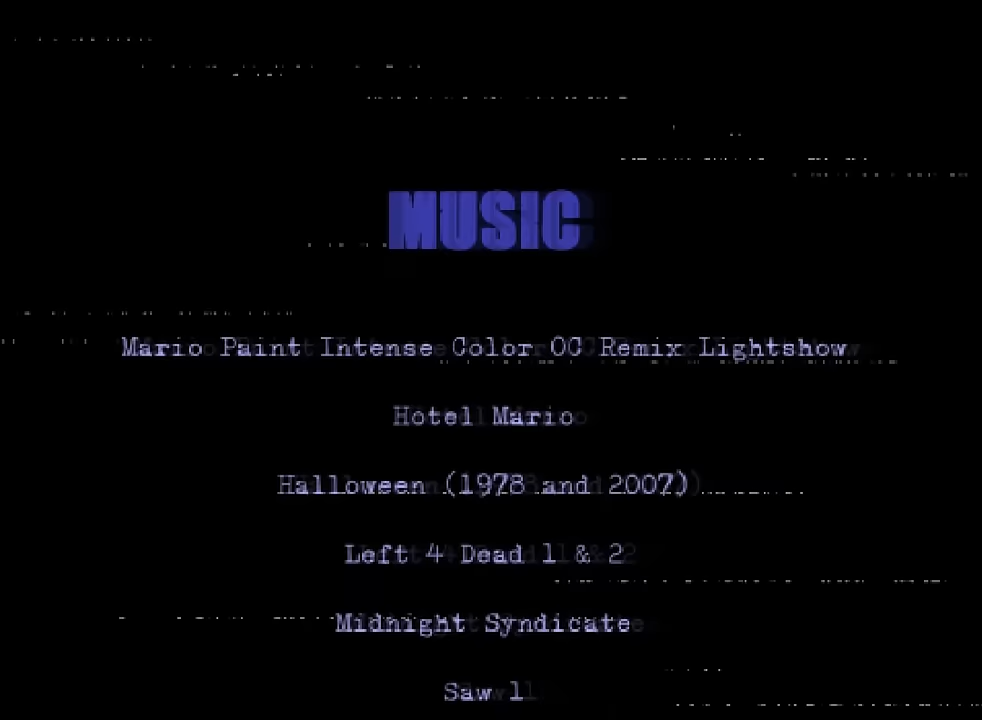 MUSIC
Mario Paint Intense Color OC Remix Lightshow
Hotel Mario
Halloween (1978 and 2007)
Left 4 Dead 1 & 2
Midnight Syndicate
Saw 1